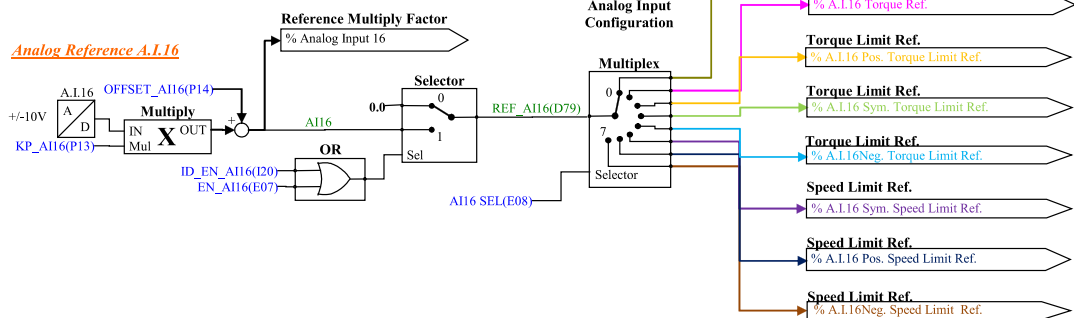 Analog Input
Configuration
% A.I.16 Torque Ref.
Reference Multiply Factor
% Analog Input 16
Analog Reference A.I.16
Torque Limit Ref.
% A.I.16 Pos. Torque Limit Ref.
Multiplex
Selector
A.I.16
OFFSET_AI16(P14)
Torque Limit Ref.
% A.I.16 Sym. Torque Limit Ref.
+/-10V
A
D
Multiply
IN
X
OUT
Mul
+
KP_AI16(P13)
AI16
0.0
0
1
Sel
REF_AI16(D79)
0
7
Selector
Torque Limit Ref.
% A.I.16Neg. Torque Limit Ref.
OR
ID_EN_AI16(I20)
EN_AI16(E07)
AI16 SEL(E08)
Speed Limit Ref.
% A.I.16 Sym. Speed Limit Ref.
Speed Limit Ref.
% A.I.16 Pos. Speed Limit Ref.
Speed Limit Ref.
% A.I.16Neg. Speed Limit Ref.